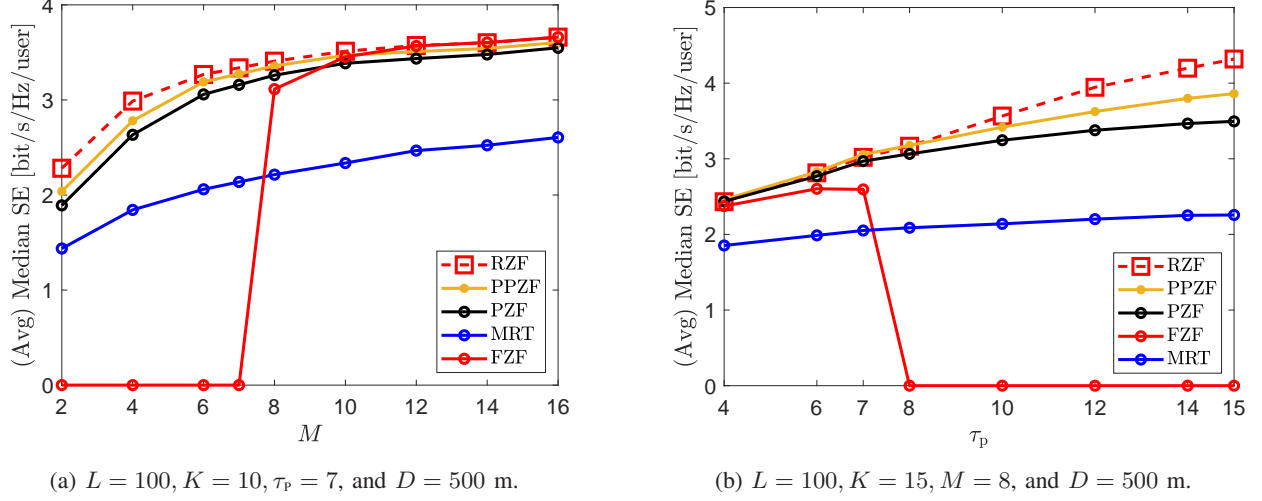 (Avg) Median SE [bit/s/Hz/user]
4
3
2
1
0
2
4
6
7
8
10
12
14
16
M
RZF
PPZF
PZF
MRT
FZF
(a) L = 100, K = 10, τₚ = 7, and D = 500 m.
(Avg) Median SE [bit/s/Hz/user]
5
4
3
2
1
0
4
6
7
8
10
12
14
15
τₚ
RZF
PPZF
PZF
FZF
MRT
(b) L = 100, K = 15, M = 8, and D = 500 m.